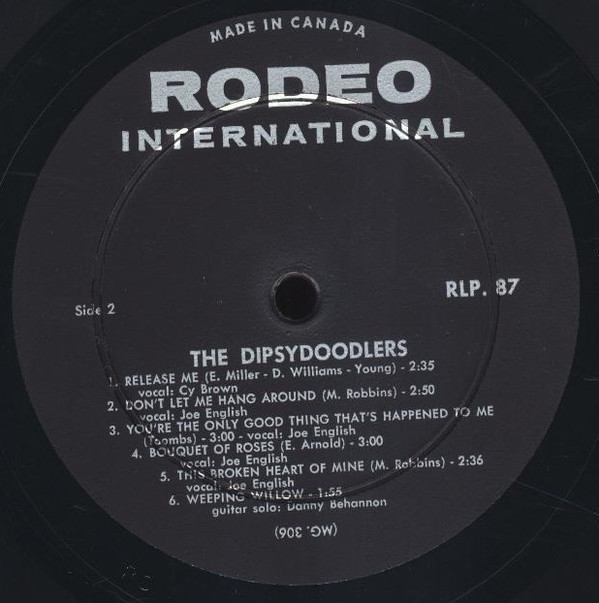 MADE IN CANADA
RODEO
INTERNATIONAL
RLP. 87
Side 2
THE DIPSYDOODLERS
1. RELEASE ME (E. Miller - D. Williams - Young) - 2:35
vocal: Cy Brown
2. DON'T LET ME HANG AROUND (M. Robbins) - 2:50
vocal: Joe English
3. YOU'RE THE ONLY GOOD THING THAT'S HAPPENED TO ME
(Toombs) - 3:00 - vocal: Joe English
4. BOUQUET OF ROSES (E. Arnold) - 3:00
vocal: Joe English
5. THIS BROKEN HEART OF MINE (M. Robbins) - 2:36
vocal: Joe English
6. WEEPING WILLOW - 1:55
guitar solo: Danny Behannon
(MG. 306)